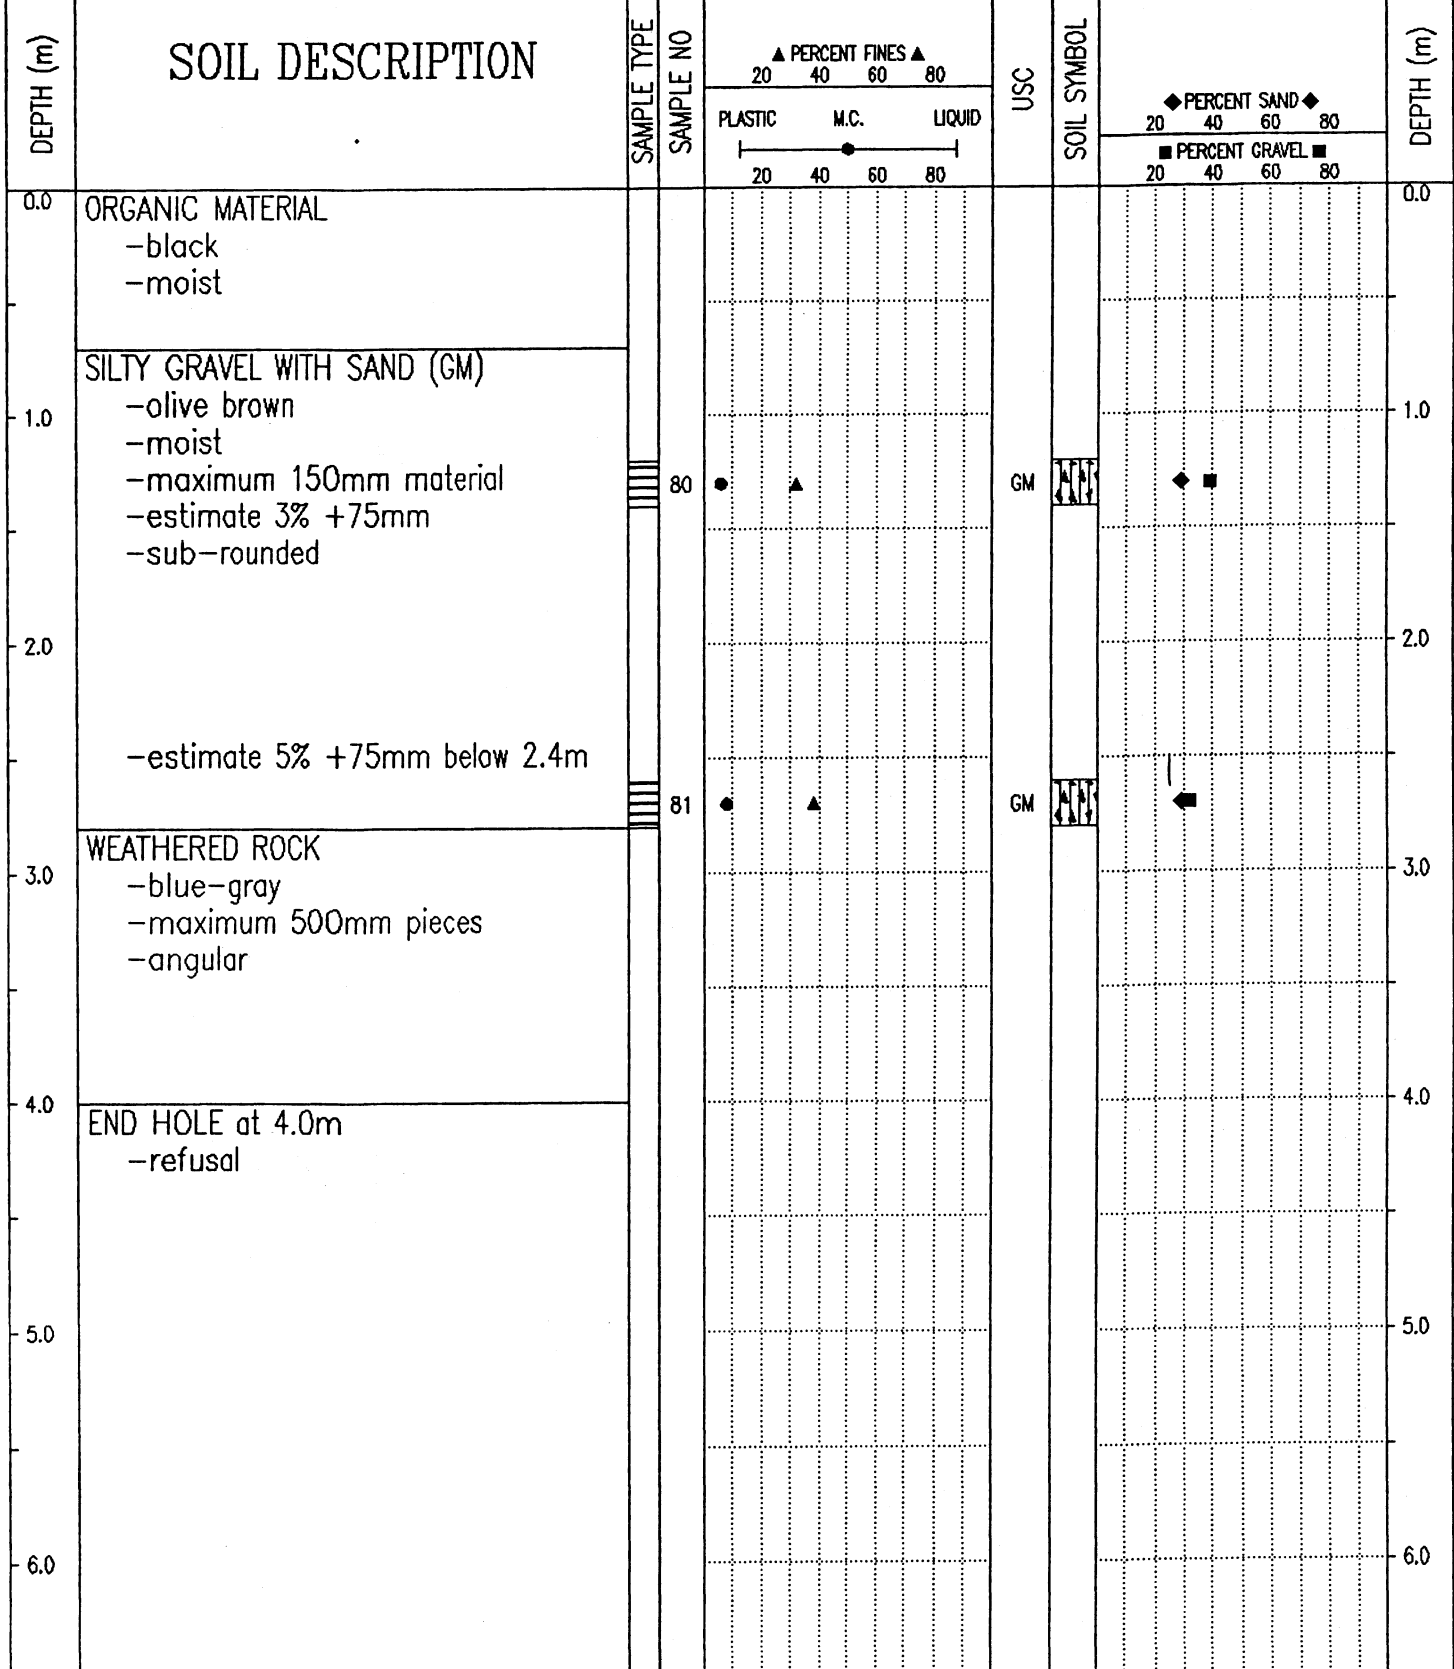 DEPTH (m)
SOIL DESCRIPTION
SAMPLE TYPE
SAMPLE NO
▲ PERCENT FINES ▲
20 40 60 80
PLASTIC M.C. LIQUID
20 40 60 80
USC
SOIL SYMBOL
◆ PERCENT SAND ◆
20 40 60 80
■ PERCENT GRAVEL ■
20 40 60 80
DEPTH (m)
0.0
ORGANIC MATERIAL
0.0
-black
-moist
SILTY GRAVEL WITH SAND (GM)
-olive brown
1.0
1.0
-moist
-maximum 150mm material
80
GM
-estimate 3% +75mm
-sub-rounded
2.0
2.0
-estimate 5% +75mm below 2.4m
81
GM
WEATHERED ROCK
3.0
3.0
-blue-gray
-maximum 500mm pieces
-angular
4.0
4.0
END HOLE at 4.0m
-refusal
5.0
5.0
6.0
6.0